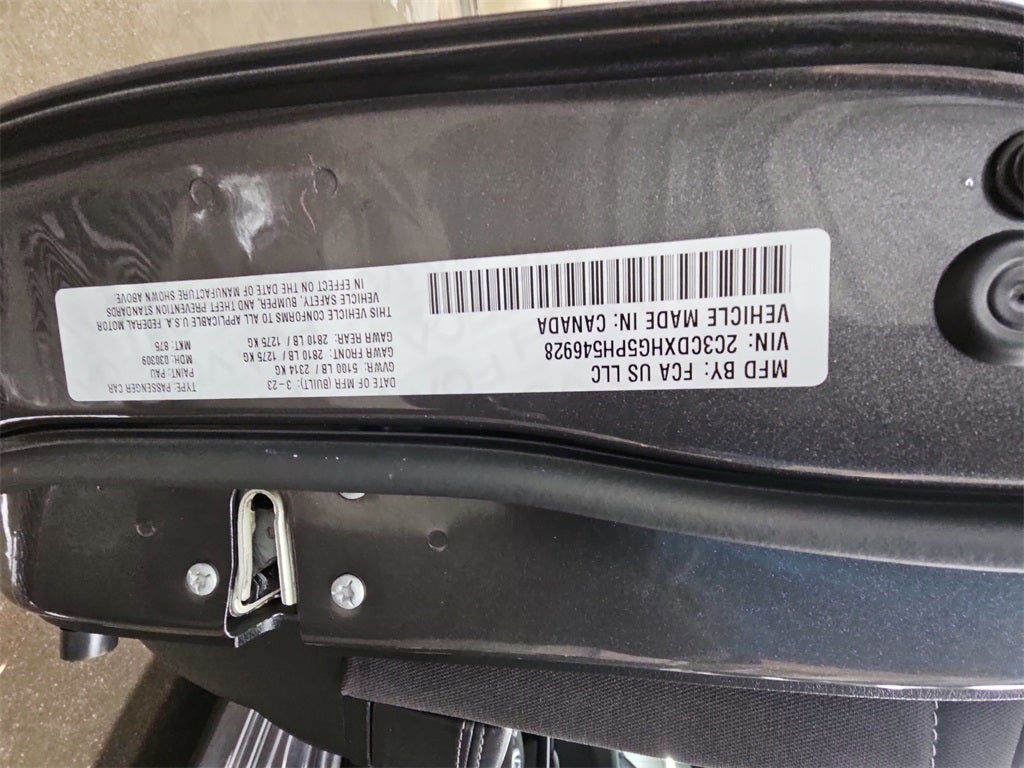 MFD BY: FCA US LLC
VIN: 2C3CDXHG5PH546928
VEHICLE MADE IN: CANADA
DATE OF MFR (BUILT): 3-23
GVWR: 5100 LB / 2314 KG
GAWR FRONT: 2810 LB / 1275 KG
GAWR REAR: 2810 LB / 1275 KG
TYPE: PASSENGER CAR
PAINT: PAU
MDH: 030309
MKT: 875
THIS VEHICLE CONFORMS TO ALL APPLICABLE U.S.A. FEDERAL MOTOR
VEHICLE SAFETY, BUMPER, AND THEFT PREVENTION STANDARDS
IN EFFECT ON THE DATE OF MANUFACTURE SHOWN ABOVE